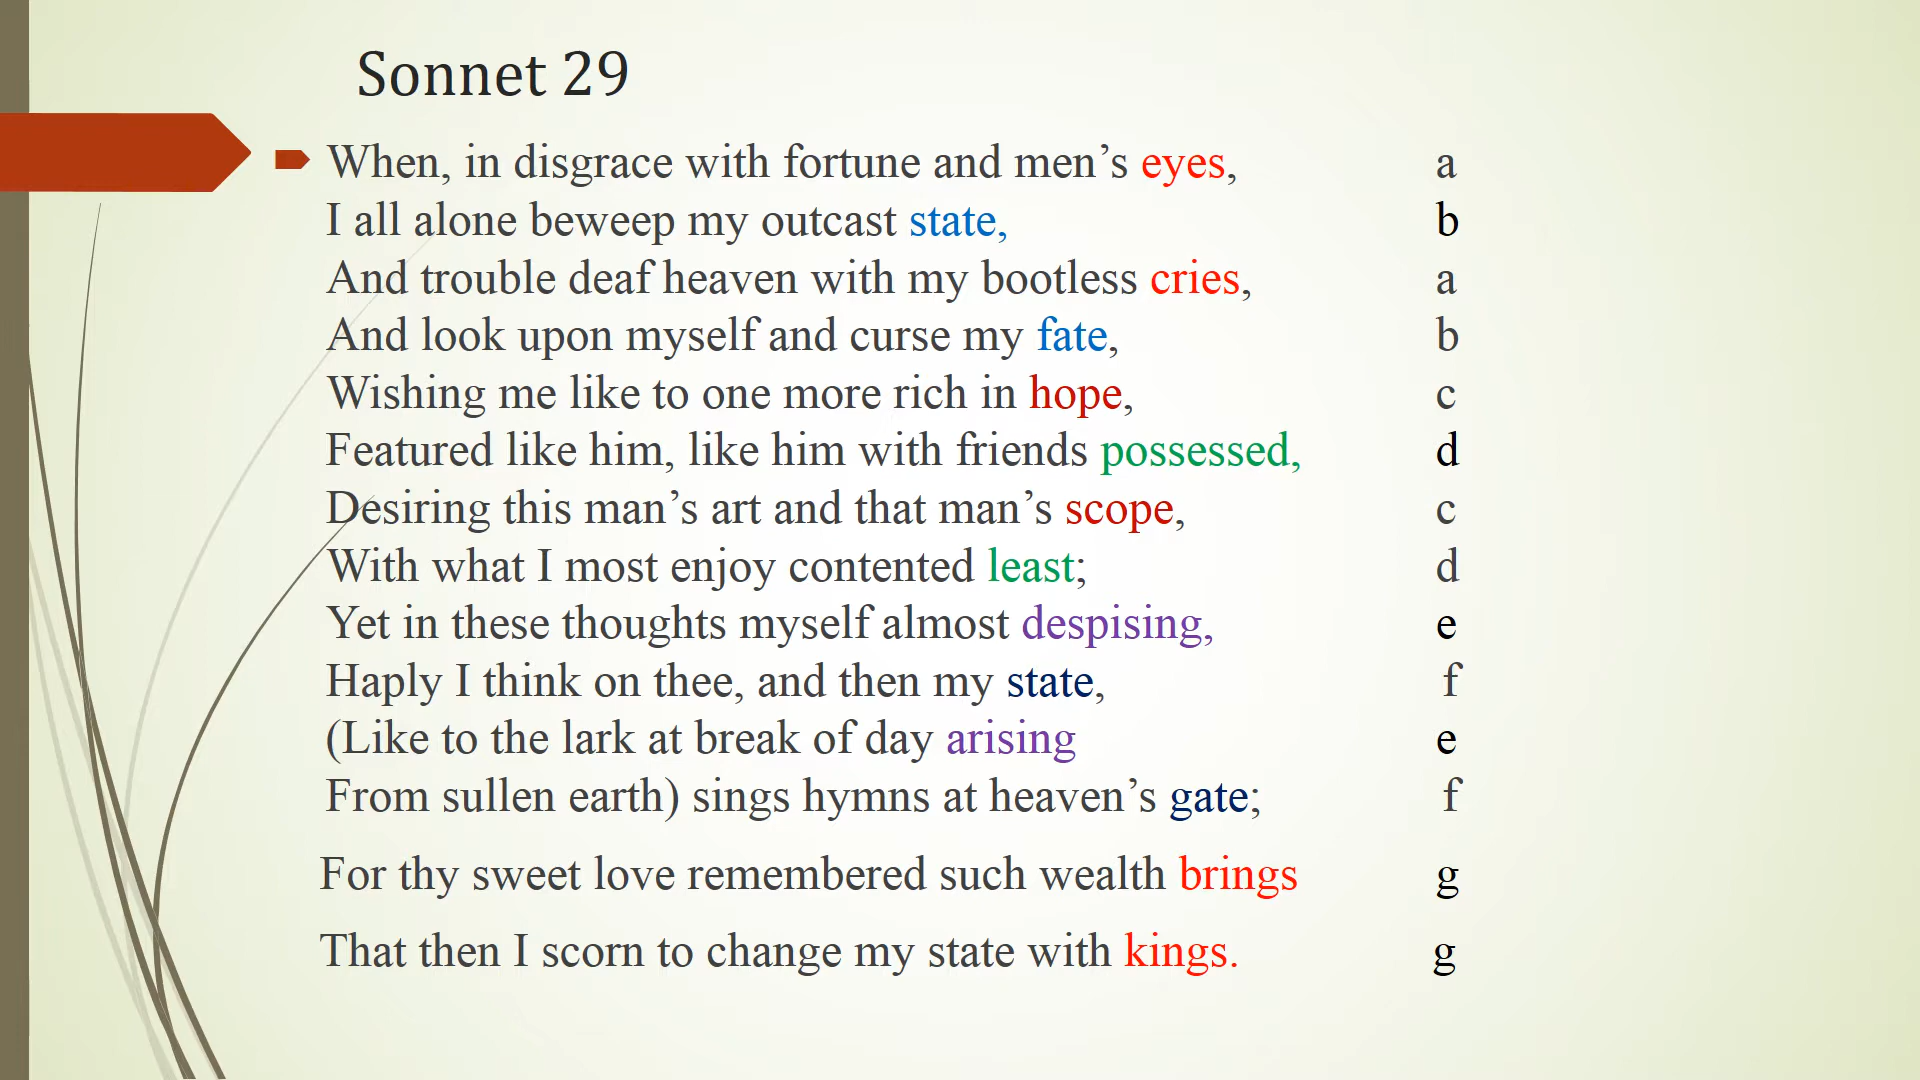 Sonnet 29
When, in disgrace with fortune and men’s eyes, a
I all alone beweep my outcast state, b
And trouble deaf heaven with my bootless cries, a
And look upon myself and curse my fate, b
Wishing me like to one more rich in hope, c
Featured like him, like him with friends possessed, d
Desiring this man’s art and that man’s scope, c
With what I most enjoy contented least; d
Yet in these thoughts myself almost despising, e
Haply I think on thee, and then my state, f
(Like to the lark at break of day arising e
From sullen earth) sings hymns at heaven’s gate; f
For thy sweet love remembered such wealth brings g
That then I scorn to change my state with kings. g